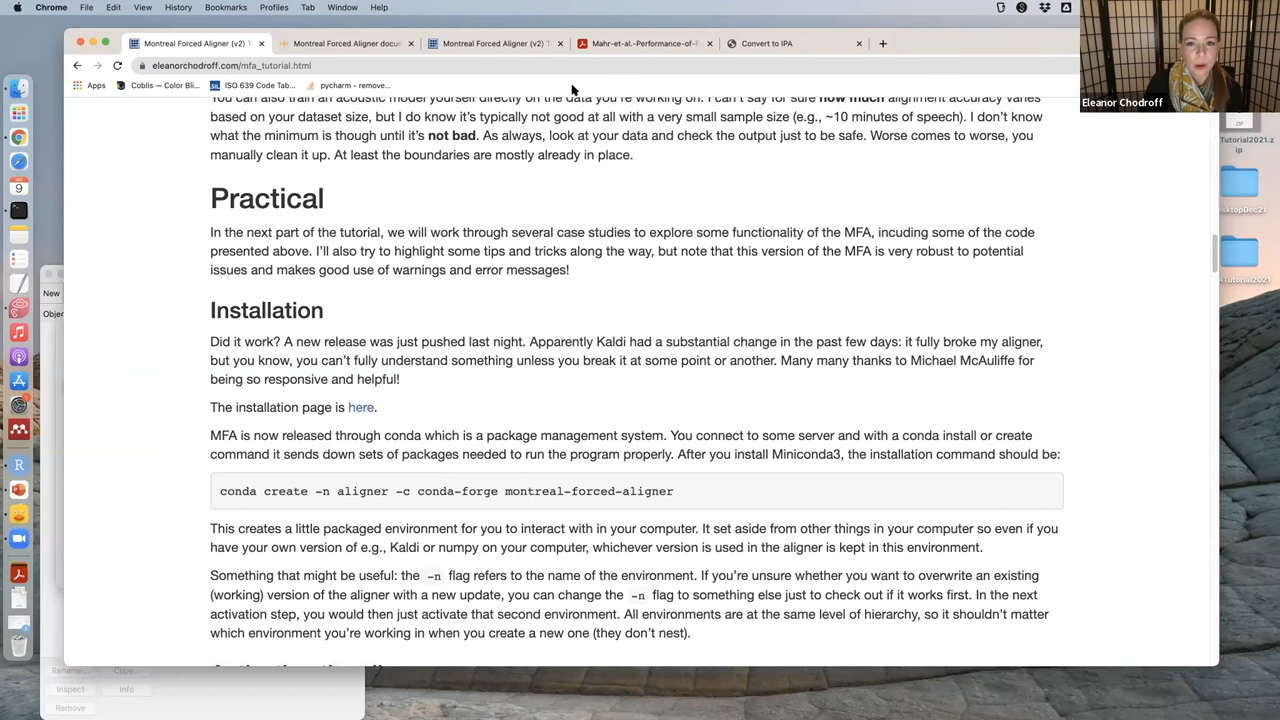 Chrome File Edit View History Bookmarks Profiles Tab Window Help
Montreal Forced Aligner (v2) T Montreal Forced Aligner docu Montreal Forced Aligner (v2) T Mahr-et-al.-Performance-of-F Convert to IPA
eleanorchodroff.com/mfa_tutorial.html
Apps Coblis — Color Bli... ISO 639 Code Tab... pycharm - remove...
Eleanor Chodroff
You can also train an acoustic model yourself directly on the data you're working on. I can't say for sure how much alignment accuracy varies
based on your dataset size, but I do know it's typically not good at all with a very small sample size (e.g., ~10 minutes of speech). I don't know
what the minimum is though until it's not bad. As always, look at your data and check the output just to be safe. Worse comes to worse, you
manually clean it up. At least the boundaries are mostly already in place.
Practical
In the next part of the tutorial, we will work through several case studies to explore some functionality of the MFA, incuding some of the code
presented above. I'll also try to highlight some tips and tricks along the way, but note that this version of the MFA is very robust to potential
issues and makes good use of warnings and error messages!
Installation
Did it work? A new release was just pushed last night. Apparently Kaldi had a substantial change in the past few days: it fully broke my aligner,
but you know, you can't fully understand something unless you break it at some point or another. Many many thanks to Michael McAuliffe for
being so responsive and helpful!
The installation page is here.
MFA is now released through conda which is a package management system. You connect to some server and with a conda install or create
command it sends down sets of packages needed to run the program properly. After you install Miniconda3, the installation command should be:
conda create -n aligner -c conda-forge montreal-forced-aligner
This creates a little packaged environment for you to interact with in your computer. It set aside from other things in your computer so even if you
have your own version of e.g., Kaldi or numpy on your computer, whichever version is used in the aligner is kept in this environment.
Something that might be useful: the -n flag refers to the name of the environment. If you're unsure whether you want to overwrite an existing
(working) version of the aligner with a new update, you can change the -n flag to something else just to check out if it works first. In the next
activation step, you would then just activate that second environment. All environments are at the same level of hierarchy, so it shouldn't matter
which environment you're working in when you create a new one (they don't nest).
DEC
9
New
Obje
Rename... Copy...
Inspect Info
Remove
ZIP
Tutorial2021.z
ip
sktopDec21
ATutorial2021